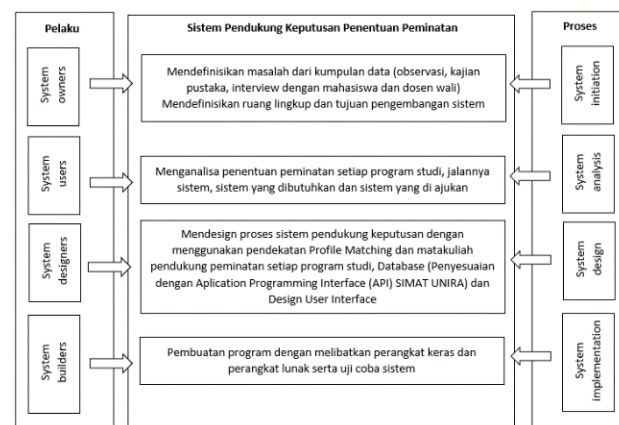 Pelaku
Sistem Pendukung Keputusan Penentuan Peminatan
Proses
System
owners
Mendefinisikan masalah dari kumpulan data (observasi, kajian
pustaka, interview dengan mahasiswa dan dosen wali)
Mendefinisikan ruang lingkup dan tujuan pengembangan sistem
System
initiation
System
users
Menganalisa penentuan peminatan setiap program studi, jalannya
sistem, sistem yang dibutuhkan dan sistem yang di ajukan
System
analysis
System
designers
Mendesign proses sistem pendukung keputusan dengan
menggunakan pendekatan Profile Matching dan matakuliah
pendukung peminatan setiap program studi, Database (Penyesuaian
dengan Aplication Programming Interface (API) SIMAT UNIRA) dan
Design User Interface
System
design
System
builders
Pembuatan program dengan melibatkan perangkat keras dan
perangkat lunak serta uji coba sistem
System
implementation